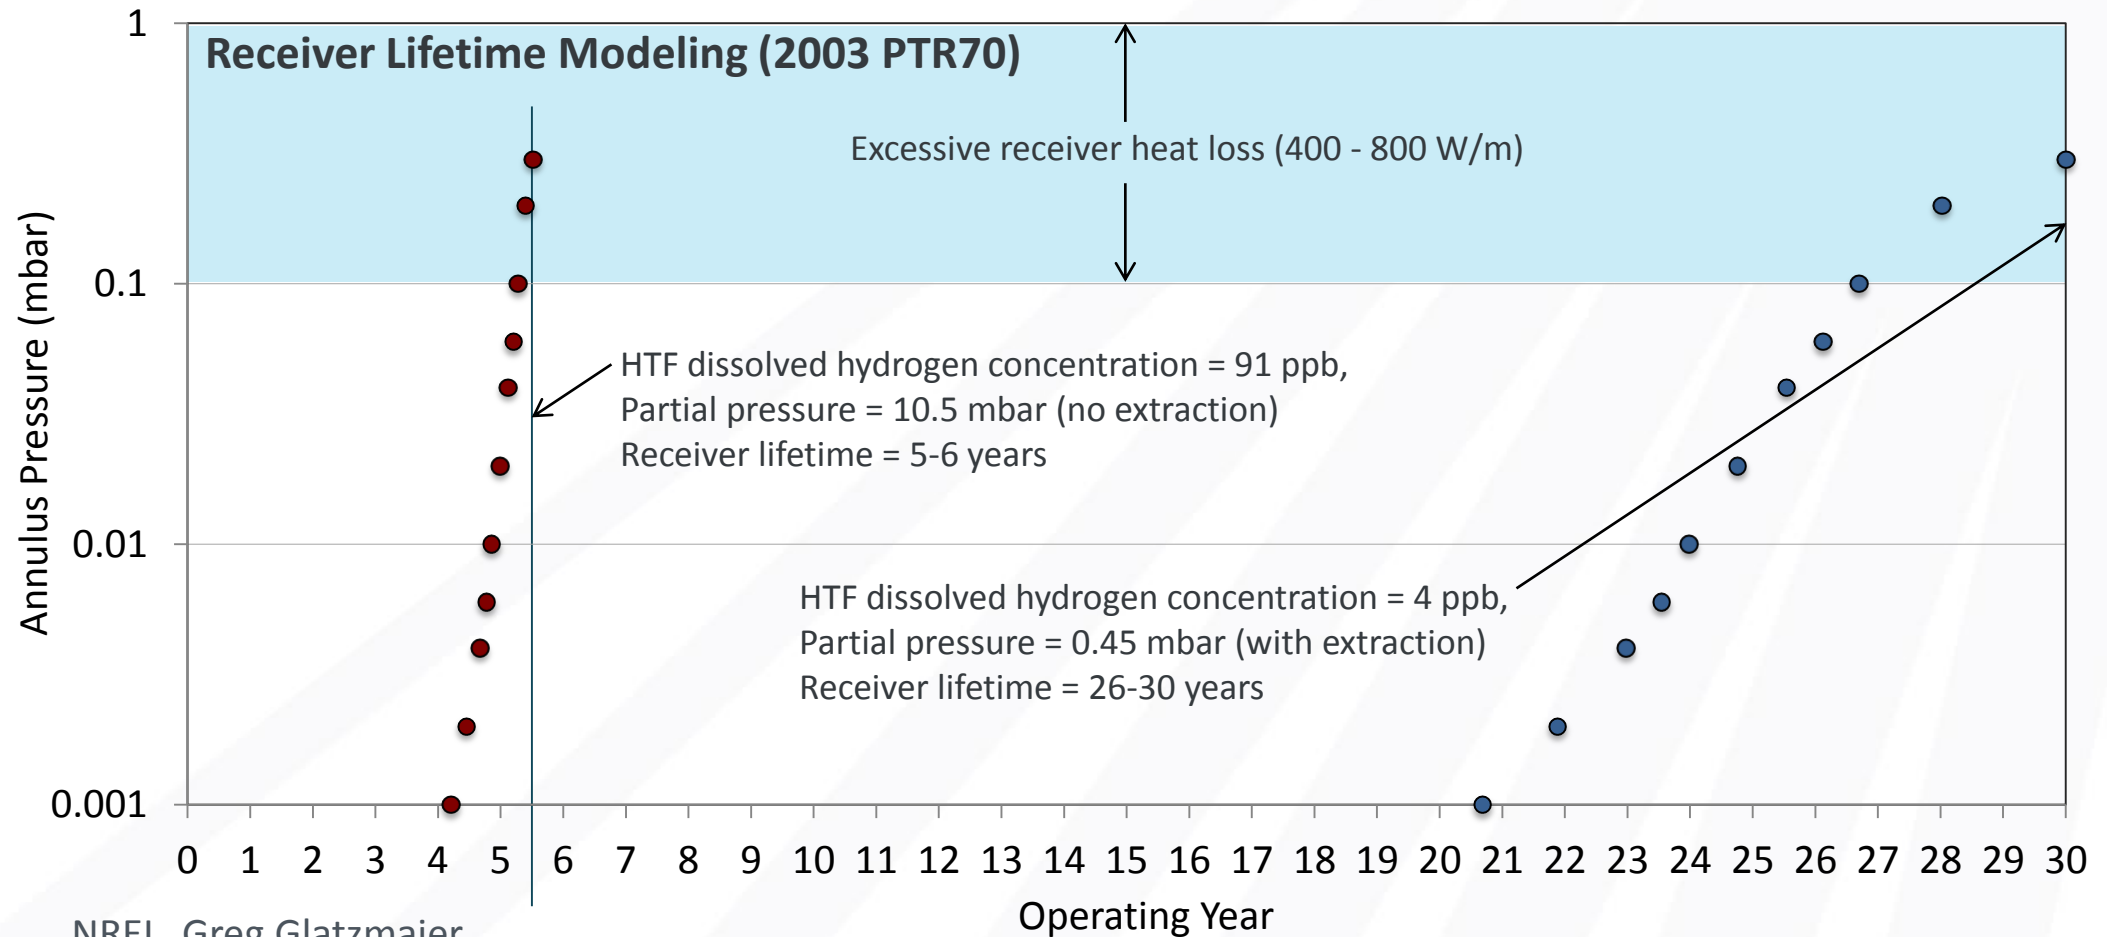 Receiver Lifetime Modeling (2003 PTR70)
Excessive receiver heat loss (400 - 800 W/m)
HTF dissolved hydrogen concentration = 91 ppb,
Partial pressure = 10.5 mbar (no extraction)
Receiver lifetime = 5-6 years
HTF dissolved hydrogen concentration = 4 ppb,
Partial pressure = 0.45 mbar (with extraction)
Receiver lifetime = 26-30 years
Annulus Pressure (mbar)
1
0.1
0.01
0.001
0 1 2 3 4 5 6 7 8 9 10 11 12 13 14 15 16 17 18 19 20 21 22 23 24 25 26 27 28 29 30
Operating Year
NREL, Greg Glatzmaier